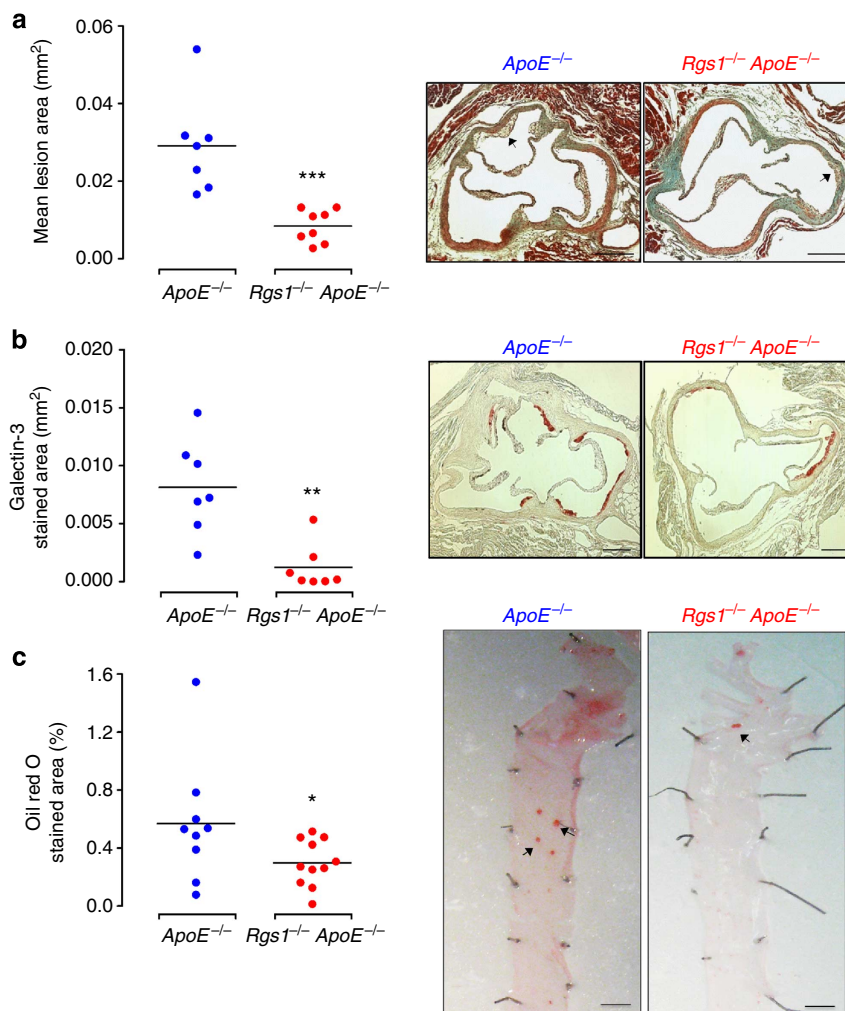 a
Mean lesion area (mm²)
0.06
0.04
0.02
0.00
***
ApoE⁻/⁻
Rgs1⁻/⁻ ApoE⁻/⁻
ApoE⁻/⁻
Rgs1⁻/⁻ ApoE⁻/⁻
b
Galectin-3
stained area (mm²)
0.020
0.015
0.010
0.005
0.000
**
ApoE⁻/⁻
Rgs1⁻/⁻ ApoE⁻/⁻
ApoE⁻/⁻
Rgs1⁻/⁻ ApoE⁻/⁻
c
Oil red O
stained area (%)
1.6
1.2
0.8
0.4
0.0
*
ApoE⁻/⁻
Rgs1⁻/⁻ ApoE⁻/⁻
ApoE⁻/⁻
Rgs1⁻/⁻ ApoE⁻/⁻